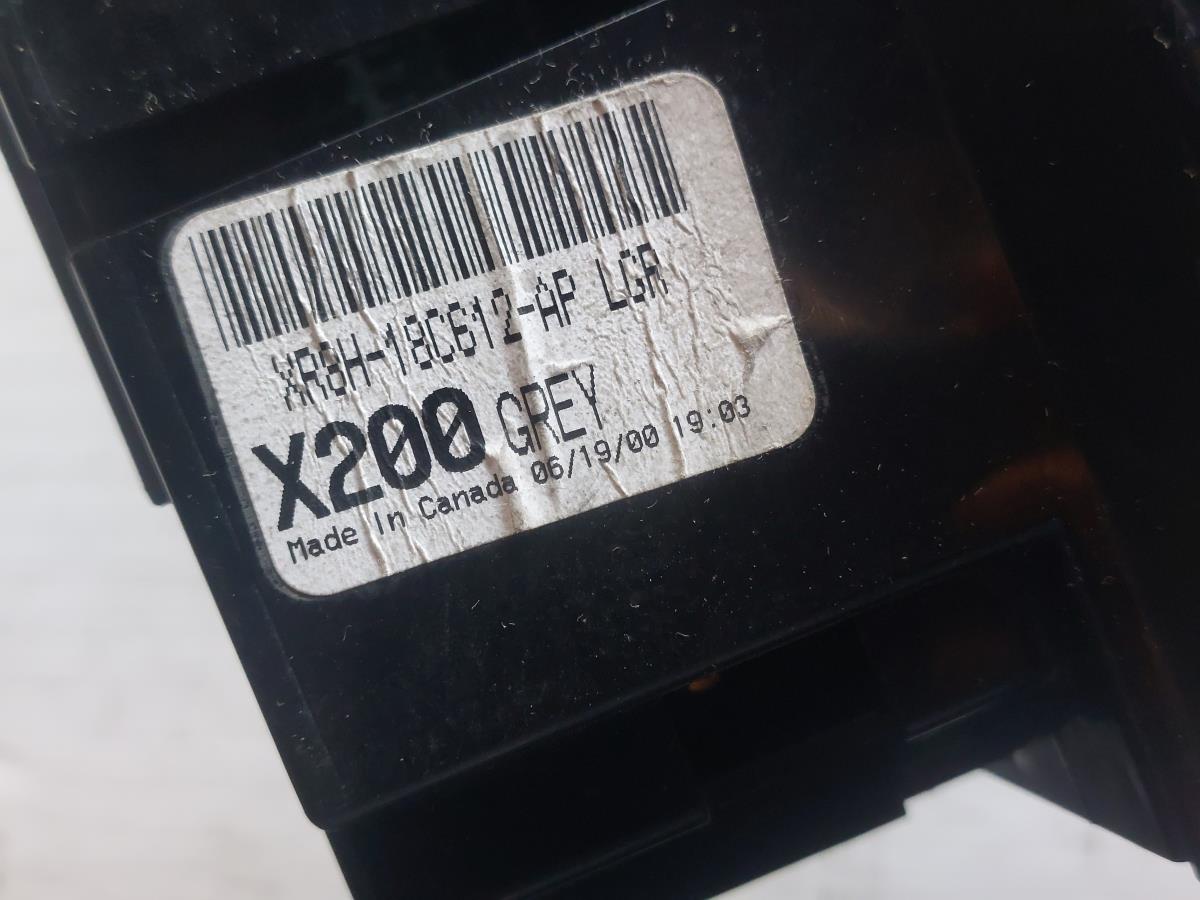 XR8H-18C612-AP LGR
X200 GREY
Made In Canada 06/19/00 19:03